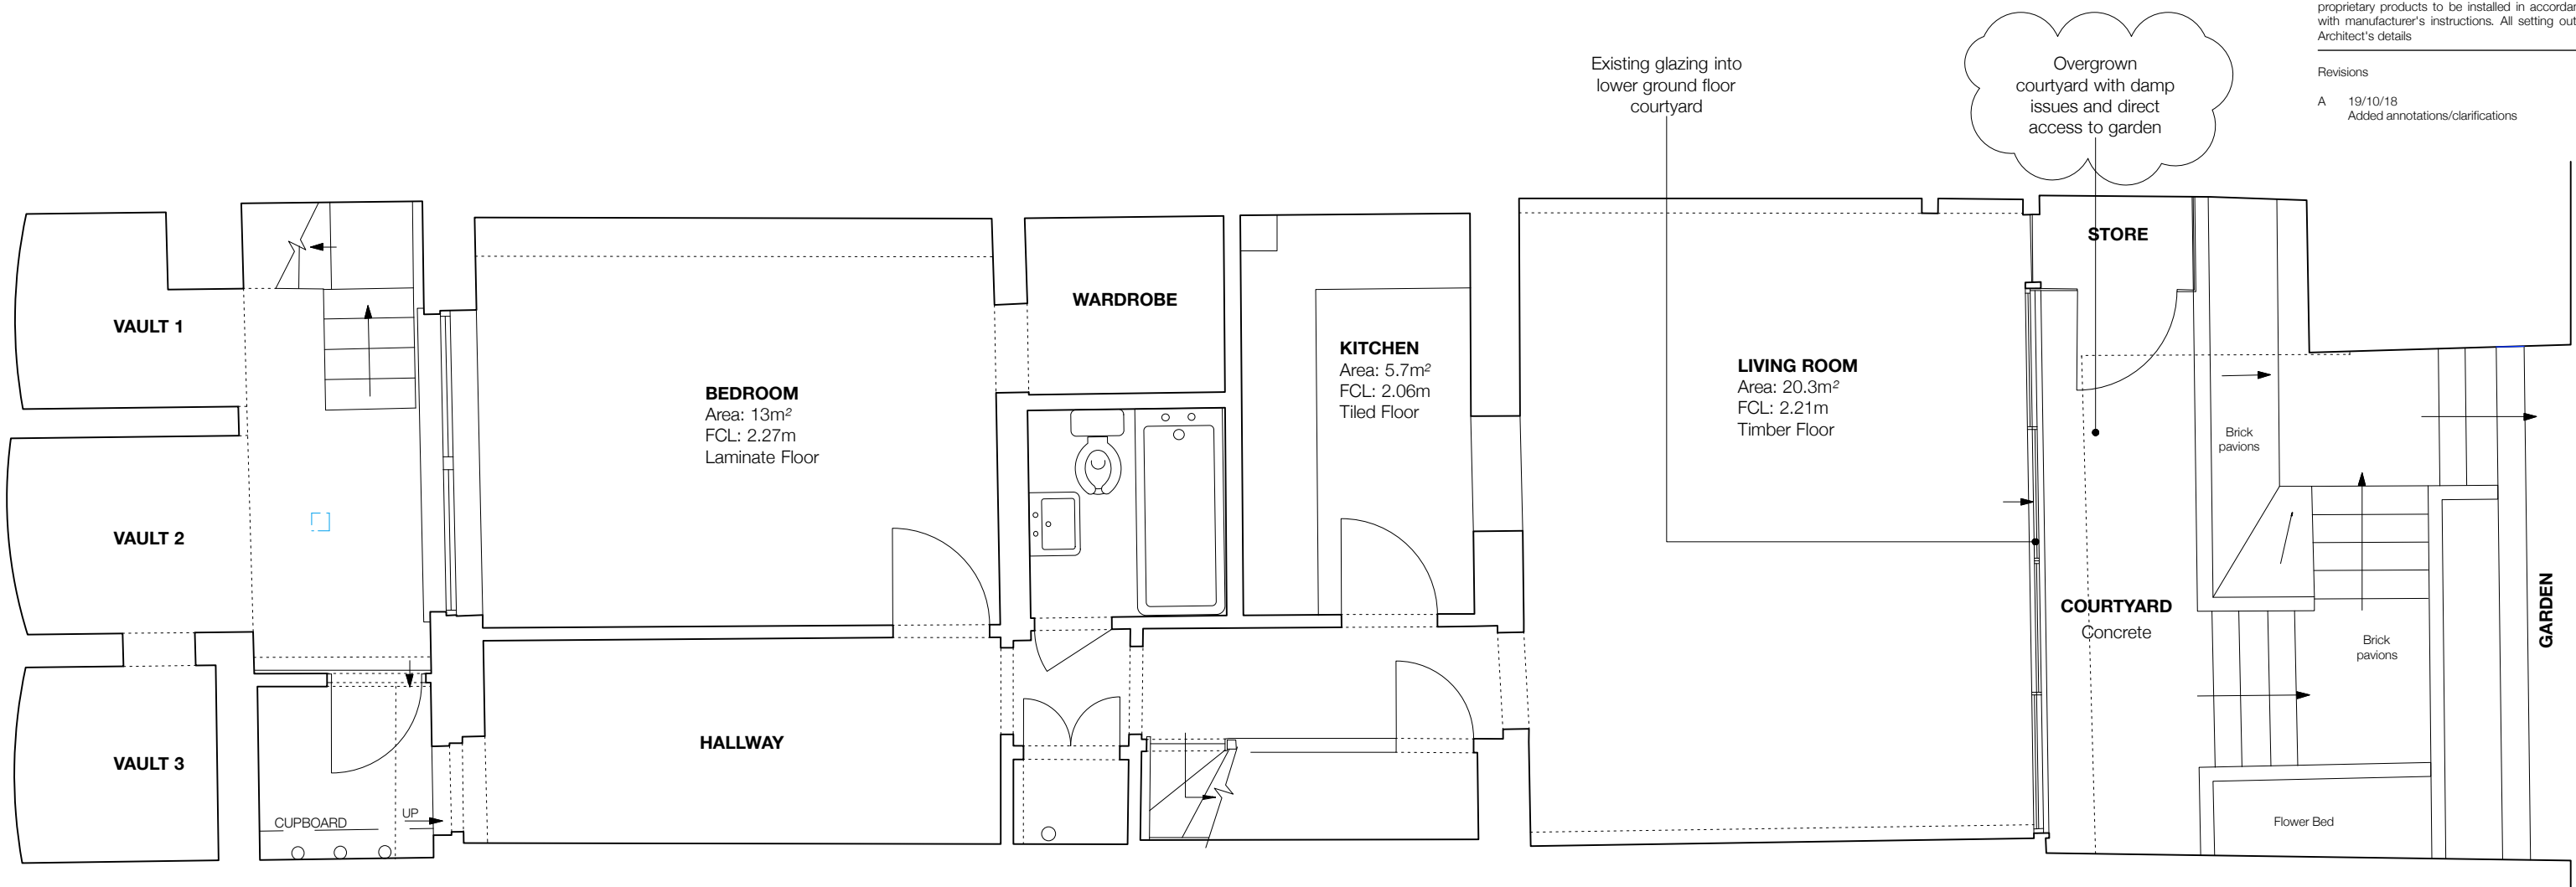 proprietary products to be installed in accordan
with manufacturer's instructions. All setting out
Architect's details
Revisions
A 19/10/18
Added annotations/clarifications
Existing glazing into
lower ground floor
courtyard
Overgrown
courtyard with damp
issues and direct
access to garden
STORE
WARDROBE
VAULT 1
KITCHEN
Area: 5.7m²
FCL: 2.06m
Tiled Floor
LIVING ROOM
Area: 20.3m²
FCL: 2.21m
Timber Floor
BEDROOM
Area: 13m²
FCL: 2.27m
Laminate Floor
Brick
pavions
VAULT 2
COURTYARD
Concrete
GARDEN
Brick
pavions
HALLWAY
VAULT 3
CUPBOARD
UP
Flower Bed